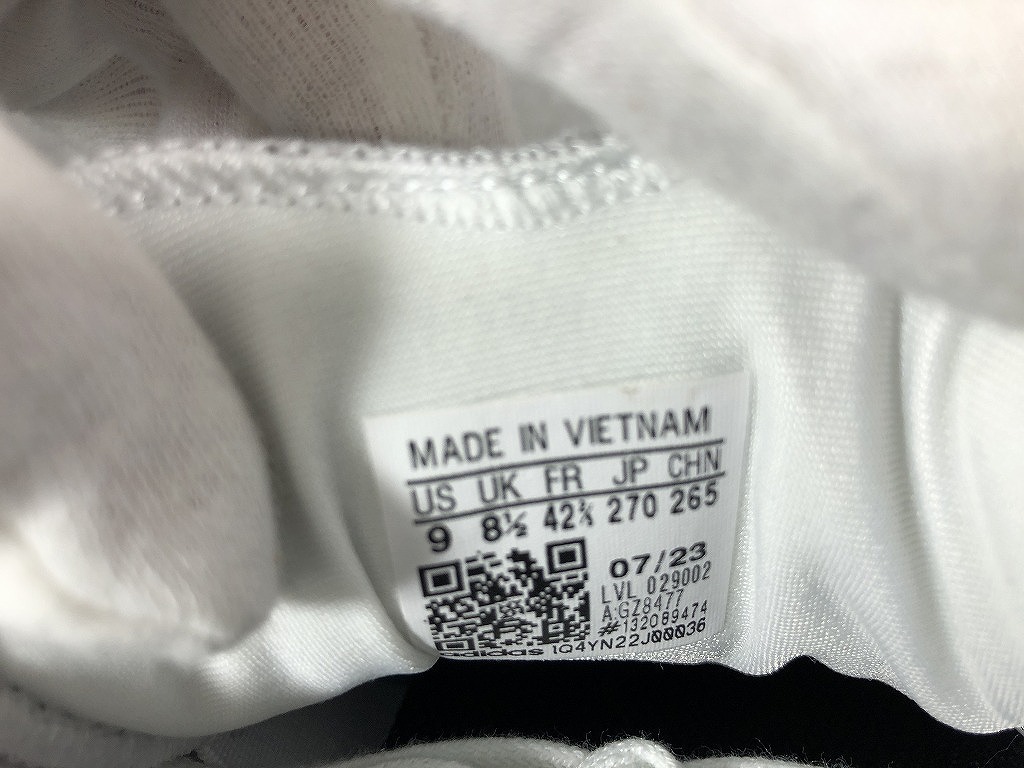 MADE IN VIETNAM
US UK FR JP CHN
9 8½ 42⅔ 270 265
07/23
LVL 029002
A:GZ8477
#132089474
adidas 1Q4YN22J00036